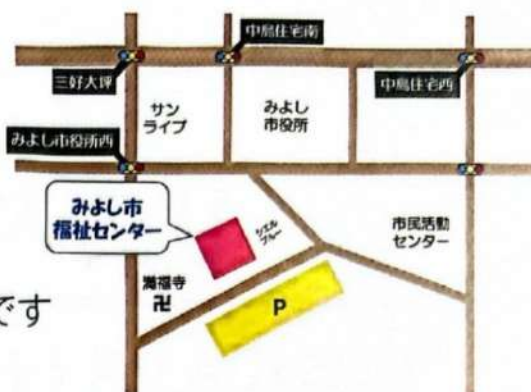 中島住宅南
三好大坪
中島住宅西
サン
ライブ
みよし
市役所
みよし市役所西
みよし市
福祉センター
シエル
ブルー
市民活動
センター
満福寺
卍
P
です